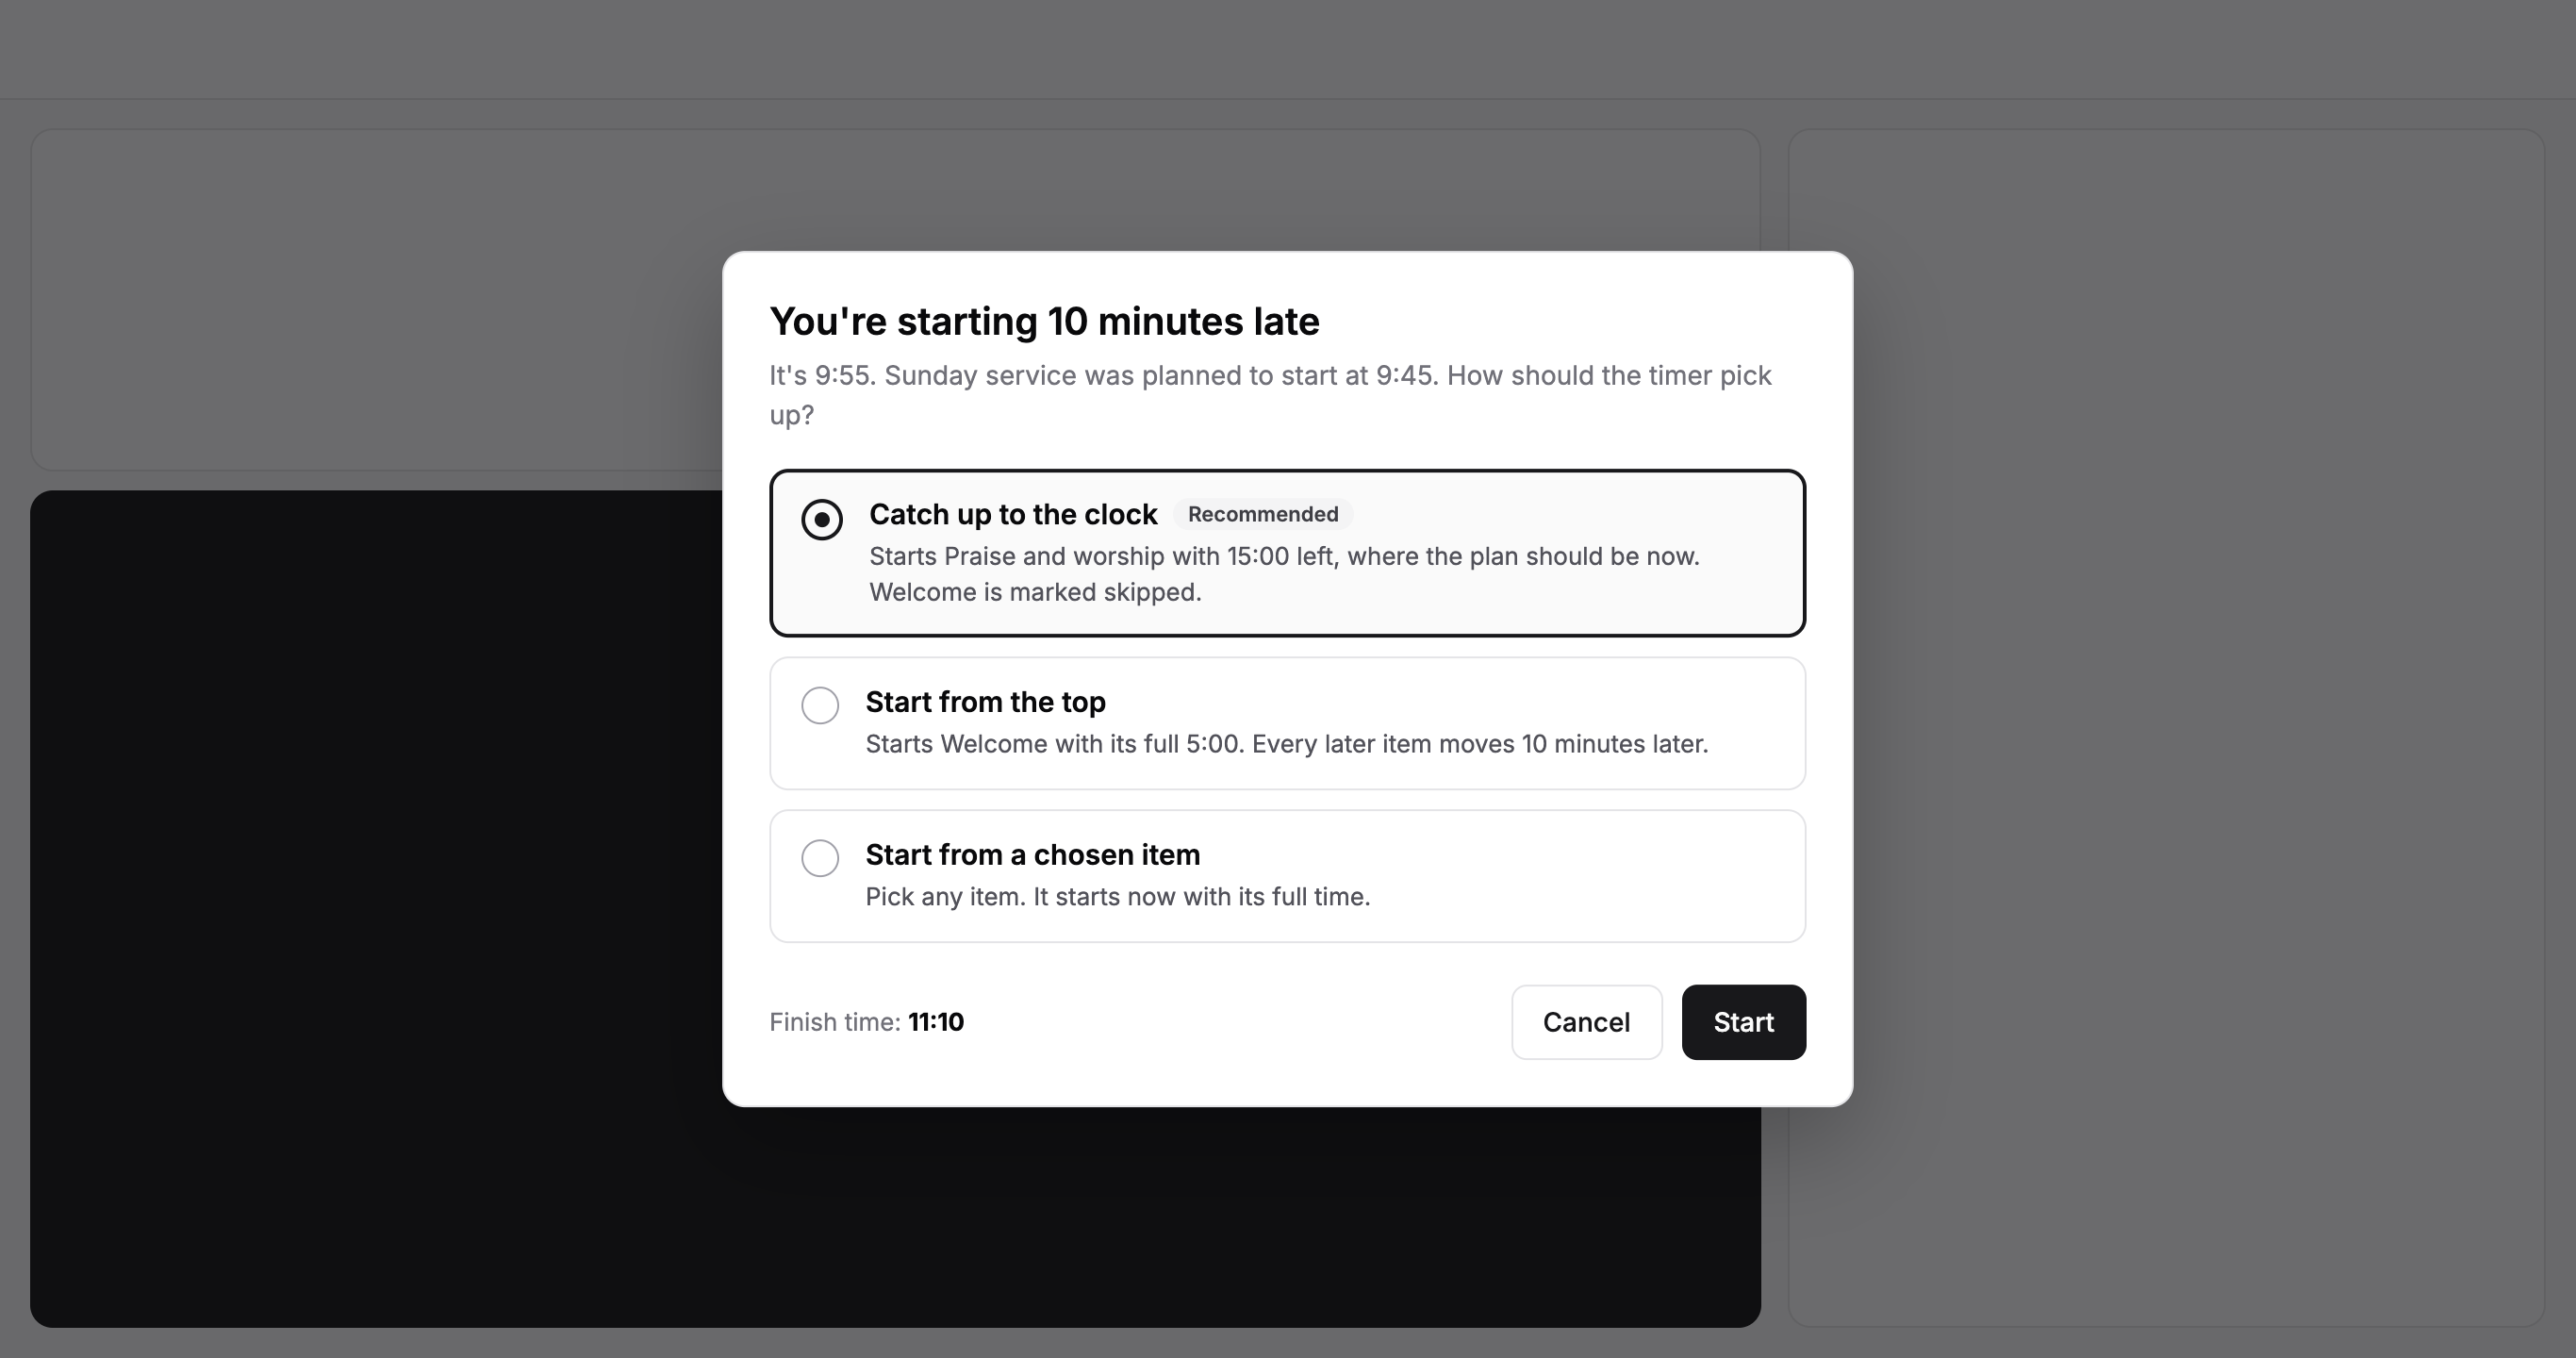 You're starting 10 minutes late
It's 9:55. Sunday service was planned to start at 9:45. How should the timer pick
up?
Catch up to the clock Recommended
Starts Praise and worship with 15:00 left, where the plan should be now.
Welcome is marked skipped.
Start from the top
Starts Welcome with its full 5:00. Every later item moves 10 minutes later.
Start from a chosen item
Pick any item. It starts now with its full time.
Finish time: 11:10
Cancel
Start